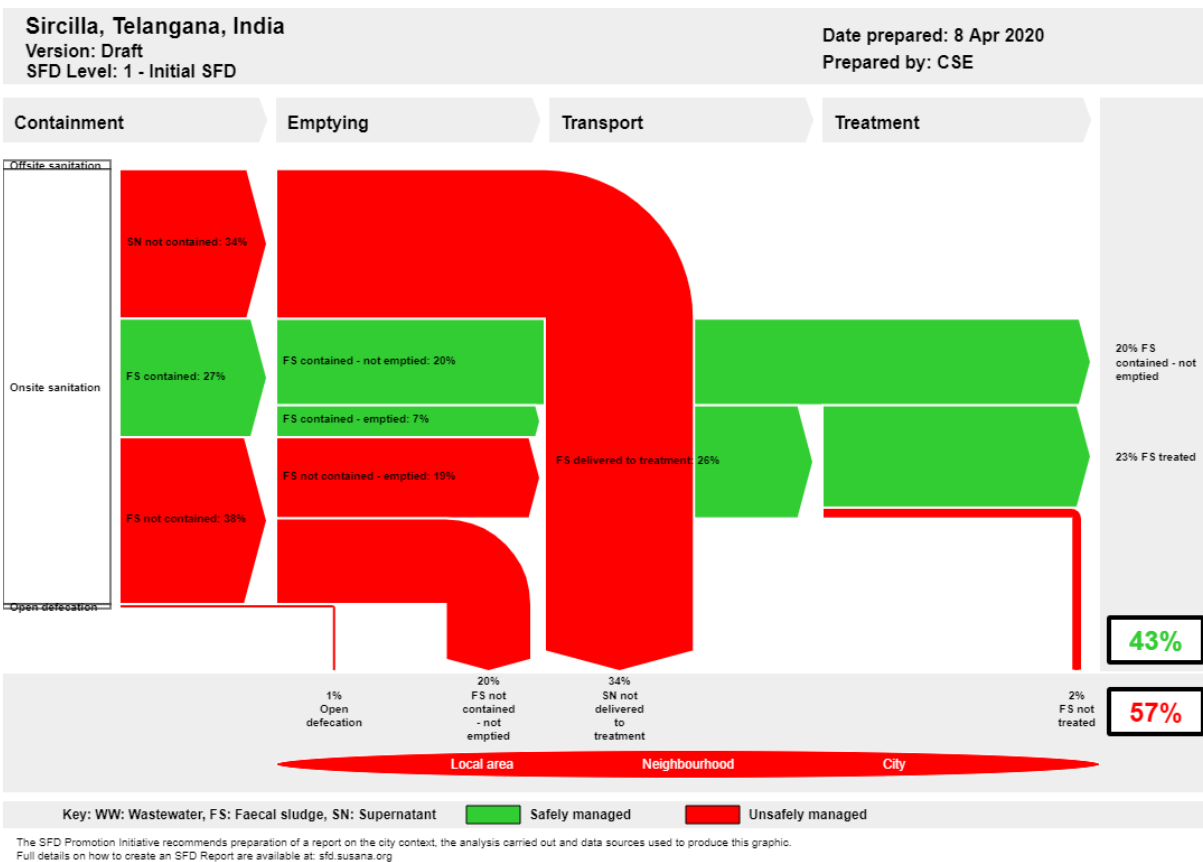 Sircilla, Telangana, India
Version: Draft
SFD Level: 1 - Initial SFD
Date prepared: 8 Apr 2020
Prepared by: CSE
Containment
Emptying
Transport
Treatment
Offsite sanitation
SN not contained: 34%
FS contained - not emptied: 20%
20% FS
contained - not
emptied
FS contained: 27%
Onsite sanitation
FS contained - emptied: 7%
FS delivered to treatment: 26%
23% FS treated
FS not contained - emptied: 19%
FS not contained: 38%
Open defecation
43%
1%
Open
defecation
20%
FS not
contained
- not
emptied
34%
SN not
delivered
to
treatment
2%
FS not
treated
57%
Local area
Neighbourhood
City
Key: WW: Wastewater, FS: Faecal sludge, SN: Supernatant
Safely managed
Unsafely managed
The SFD Promotion Initiative recommends preparation of a report on the city context, the analysis carried out and data sources used to produce this graphic.
Full details on how to create an SFD Report are available at: sfd.susana.org